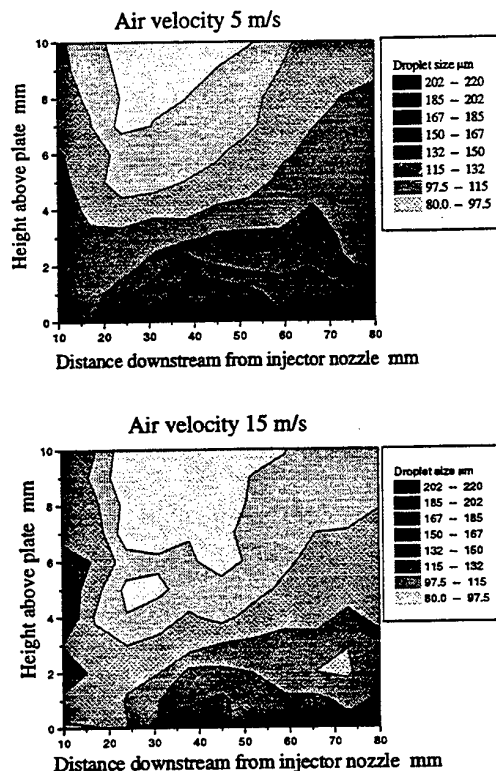 Air velocity 5 m/s
Height above plate mm
10
8
6
4
2
0
10 20 30 40 50 60 70 80
Distance downstream from injector nozzle mm
Droplet size µm
202 -- 220
185 -- 202
167 -- 185
150 -- 167
132 -- 150
115 -- 132
97.5 -- 115
80.0 -- 97.5
Air velocity 15 m/s
Height above plate mm
10
8
6
4
2
0
10 20 30 40 50 60 70 80
Distance downstream from injector nozzle mm
Droplet size µm
202 -- 220
185 -- 202
167 -- 185
150 -- 167
132 -- 150
115 -- 132
97.5 -- 115
80.0 -- 97.5